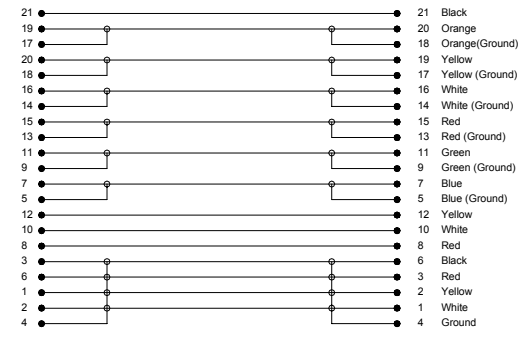 21 21 Black
19 20 Orange
17 18 Orange(Ground)
20 19 Yellow
18 17 Yellow (Ground)
16 16 White
14 14 White (Ground)
15 15 Red
13 13 Red (Ground)
11 11 Green
9 9 Green (Ground)
7 7 Blue
5 5 Blue (Ground)
12 12 Yellow
10 10 White
8 8 Red
3 6 Black
6 3 Red
1 2 Yellow
2 1 White
4 4 Ground